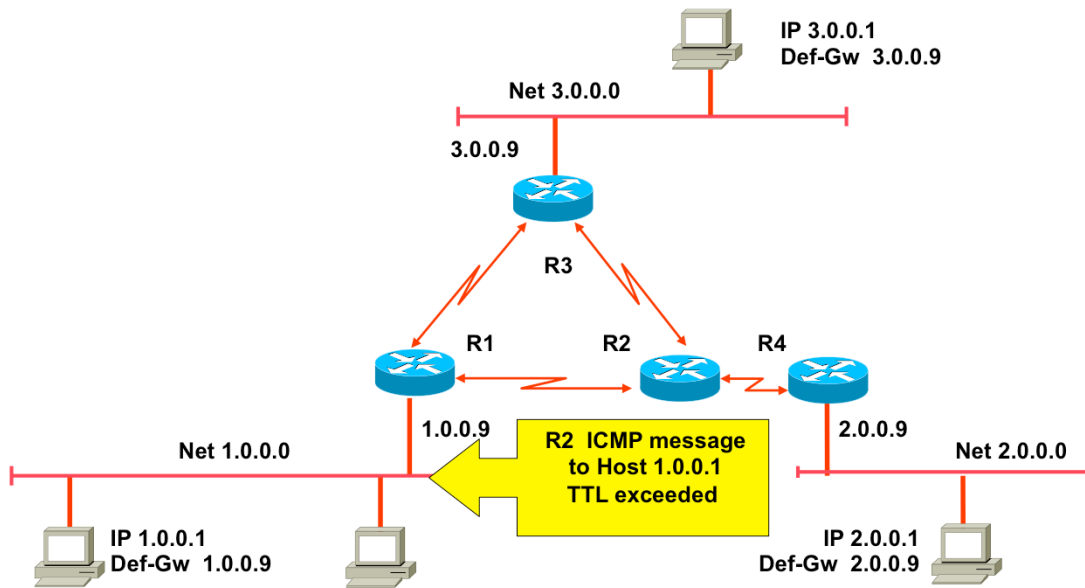 IP 3.0.0.1
Def-Gw 3.0.0.9
Net 3.0.0.0
3.0.0.9
R3
R1
R2
R4
1.0.0.9
R2 ICMP message
to Host 1.0.0.1
TTL exceeded
2.0.0.9
Net 1.0.0.0
Net 2.0.0.0
IP 1.0.0.1
Def-Gw 1.0.0.9
IP 2.0.0.1
Def-Gw 2.0.0.9